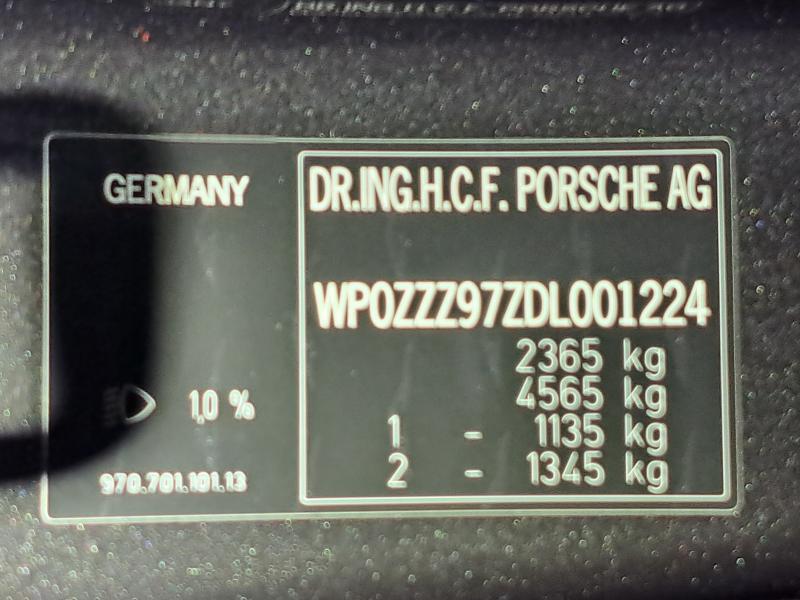 GERMANY
1,0 %
970.701.101.13
DR.ING.H.C.F. PORSCHE AG
WP0ZZZ97ZDL001224
2365 kg
4565 kg
1 - 1135 kg
2 - 1345 kg